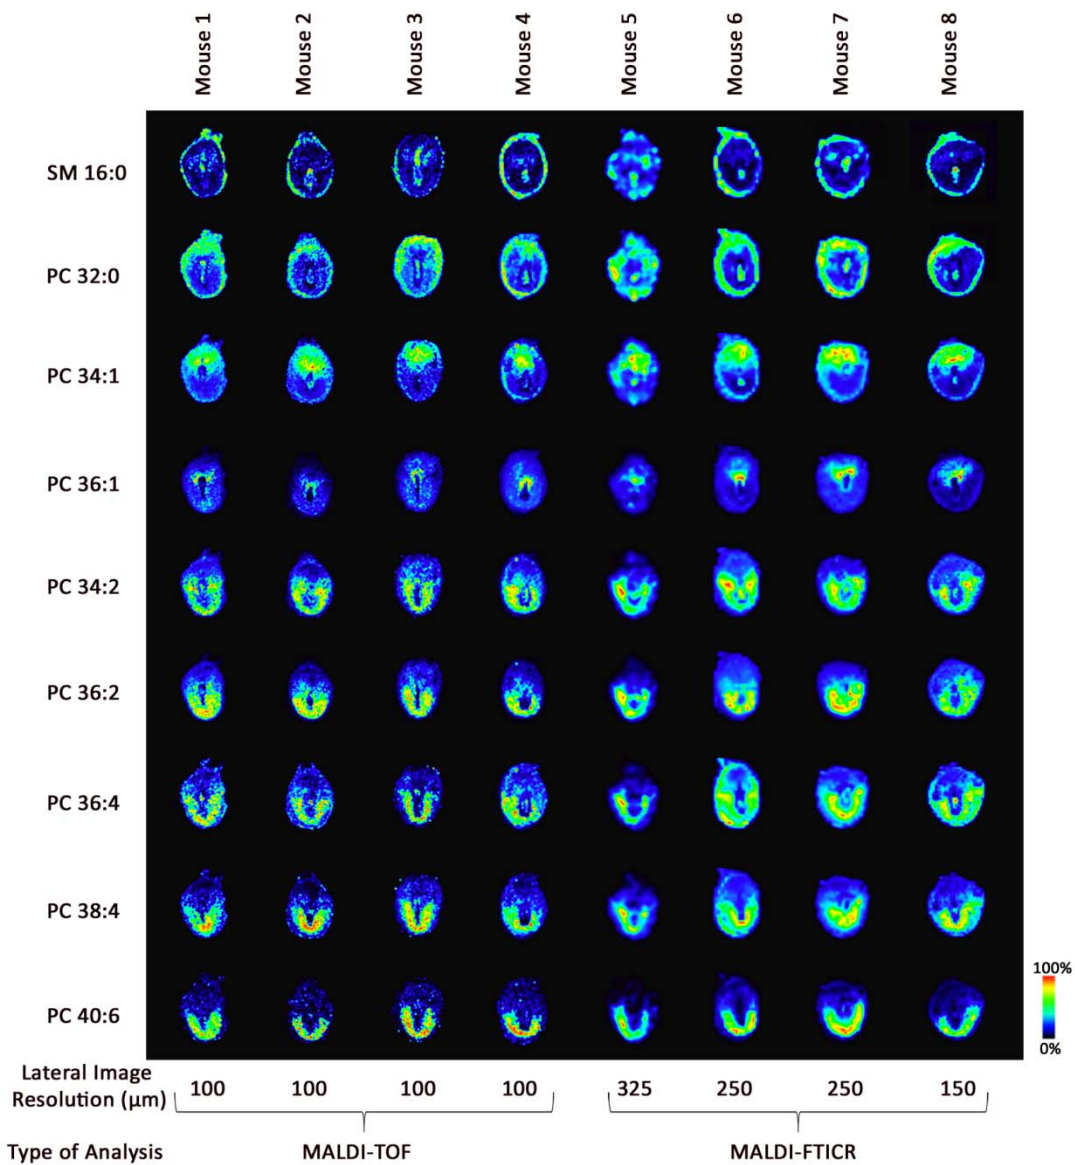 Mouse 1
Mouse 2
Mouse 3
Mouse 4
Mouse 5
Mouse 6
Mouse 7
Mouse 8
SM 16:0
PC 32:0
PC 34:1
PC 36:1
PC 34:2
PC 36:2
PC 36:4
PC 38:4
100%
PC 40:6
0%
Lateral Image
Resolution (μm) 100 100 100 100 325 250 250 150
Type of Analysis MALDI-TOF MALDI-FTICR